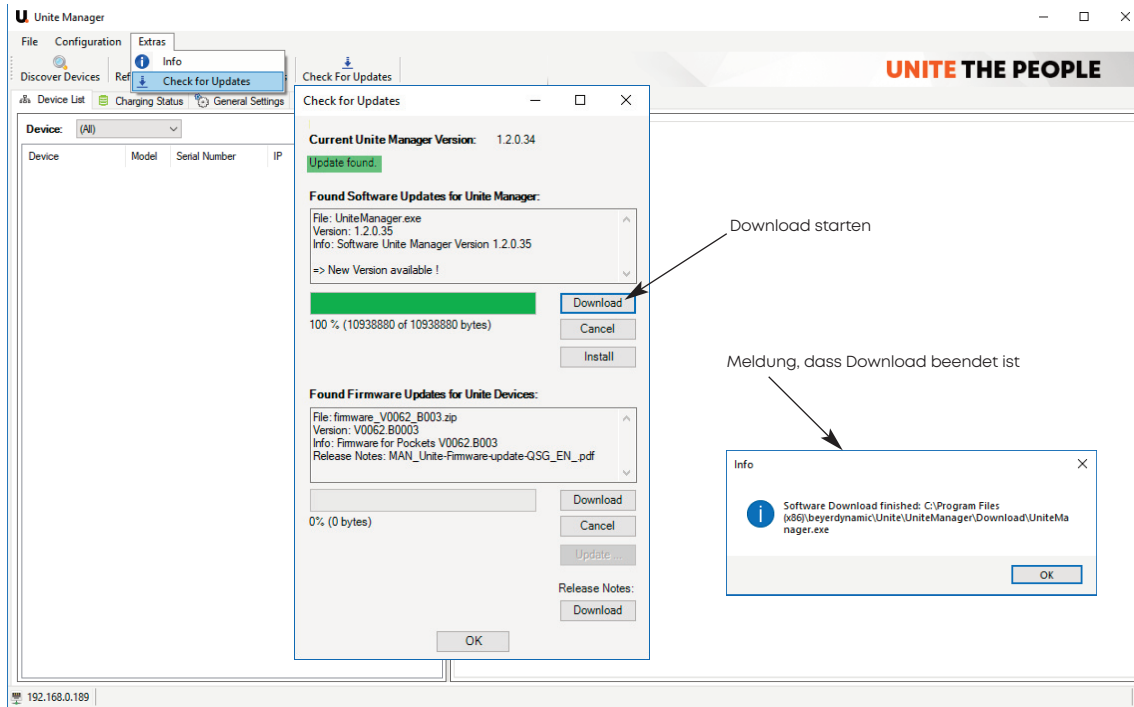 U Unite Manager
File Configuration Extras
Info
Check for Updates
Discover Devices Ref Check For Updates
UNITE THE PEOPLE
Device List Charging Status General Settings
Device: (All)
Device Model Serial Number IP
Check for Updates
Current Unite Manager Version: 1.2.0.34
Update found.
Found Software Updates for Unite Manager:
File: UniteManager.exe
Version: 1.2.0.35
Info: Software Unite Manager Version 1.2.0.35
=> New Version available !
Download
100 % (10938880 of 10938880 bytes)
Cancel
Install
Found Firmware Updates for Unite Devices:
File: firmware_V0062_B003.zip
Version: V0062.B0003
Info: Firmware for Pockets V0062.B003
Release Notes: MAN_Unite-Firmware-update-QSG_EN_.pdf
Download
0% (0 bytes)
Cancel
Update ...
Release Notes:
Download
OK
Download starten
Meldung, dass Download beendet ist
Info
Software Download finished: C:\Program Files
(x86)\beyerdynamic\Unite\UniteManager\Download\UniteMa
nager.exe
OK
192.168.0.189